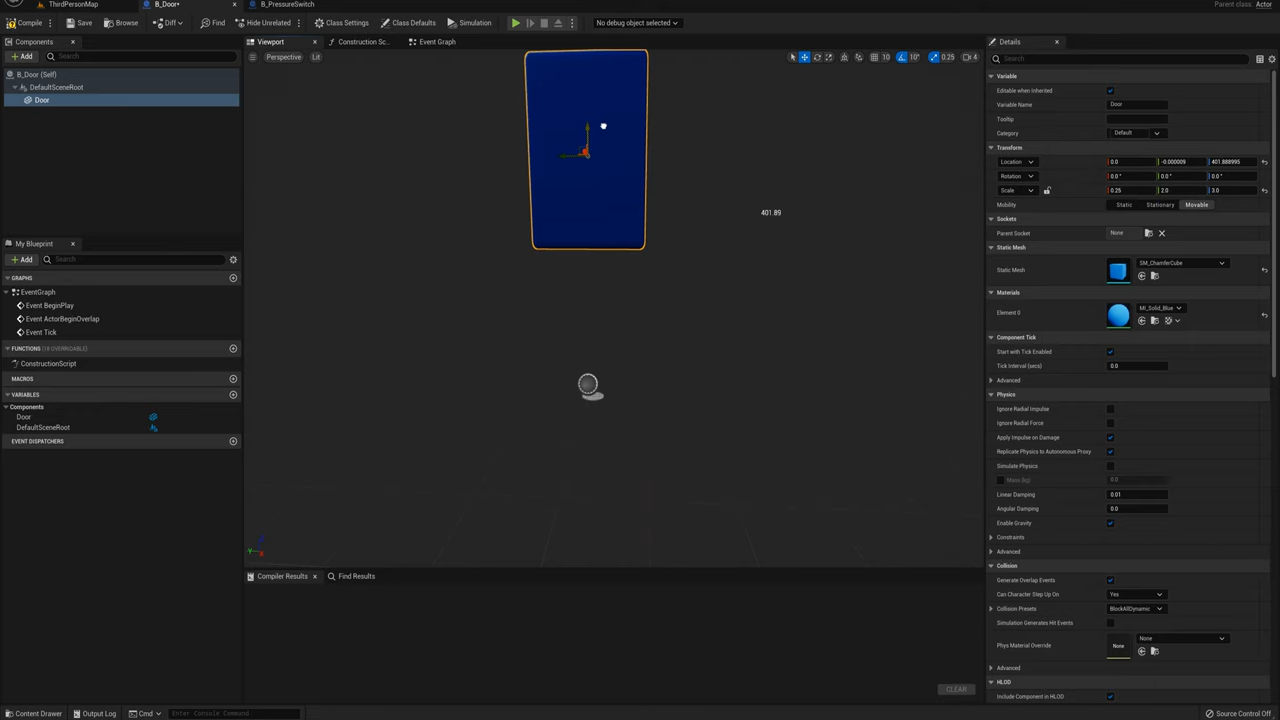 ThirdPersonMap
B_Door*
B_PressureSwitch
Parent class: Actor
Compile
Save
Browse
Diff
Find
Hide Unrelated
Class Settings
Class Defaults
Simulation
No debug object selected
Components
Add
Search
B_Door (Self)
DefaultSceneRoot
Door
My Blueprint
Add
Search
GRAPHS
EventGraph
Event BeginPlay
Event ActorBeginOverlap
Event Tick
FUNCTIONS (18 OVERRIDABLE)
ConstructionScript
MACROS
VARIABLES
Components
Door
DefaultSceneRoot
EVENT DISPATCHERS
Viewport
Construction Sc..
Event Graph
Perspective
Lit
10
10°
0.25
4
401.89
Compiler Results
Find Results
CLEAR
Details
Search
Variable
Editable when Inherited
Variable Name Door
Tooltip
Category Default
Transform
Location 0.0 -0.000009 401.888995
Rotation 0.0 ° 0.0 ° 0.0 °
Scale 0.25 2.0 3.0
Mobility Static Stationary Movable
Sockets
Parent Socket None
Static Mesh
Static Mesh SM_ChamferCube
Materials
Element 0 MI_Solid_Blue
Component Tick
Start with Tick Enabled
Tick Interval (secs) 0.0
Advanced
Physics
Ignore Radial Impulse
Ignore Radial Force
Apply Impulse on Damage
Replicate Physics to Autonomous Proxy
Simulate Physics
Mass (kg) 0.0
Linear Damping 0.01
Angular Damping 0.0
Enable Gravity
Constraints
Advanced
Collision
Generate Overlap Events
Can Character Step Up On Yes
Collision Presets BlockAllDynamic
Simulation Generates Hit Events
Phys Material Override None None
Advanced
HLOD
Include Component in HLOD
Content Drawer
Output Log
Cmd
Enter Console Command
Source Control Off